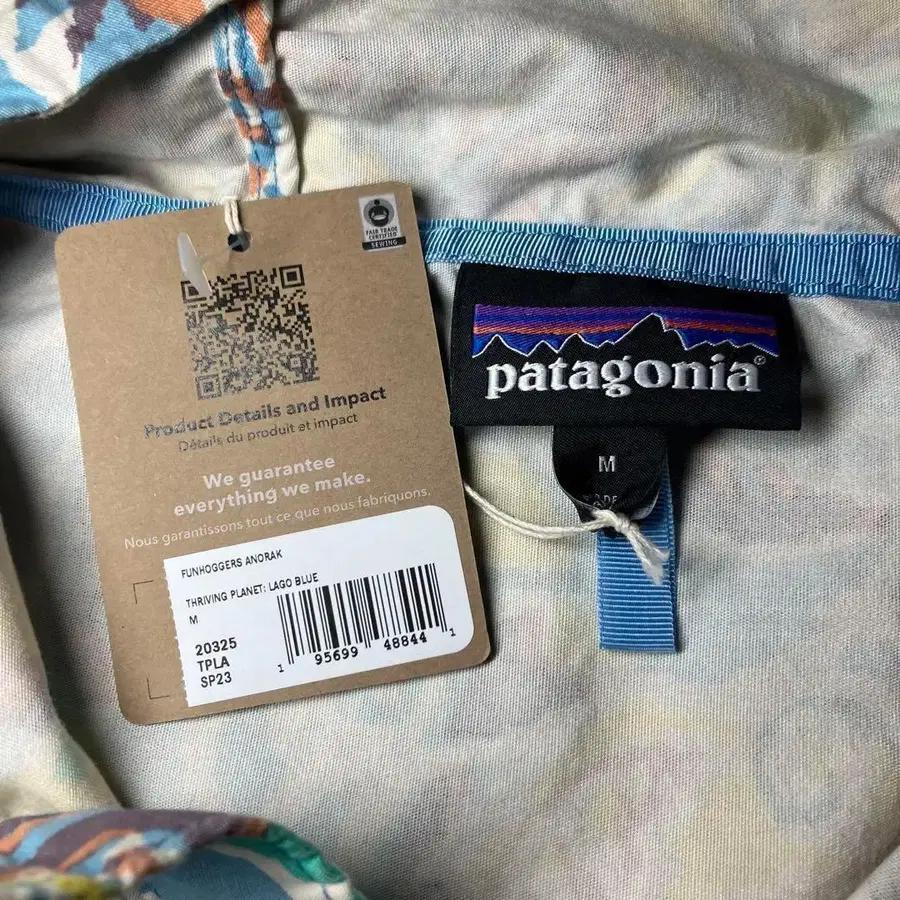 FAIR TRADE
CERTIFIED
SEWING
Product Details and Impact
Détails du produit et impact
We guarantee
everything we make.
Nous garantissons tout ce que nous fabriquons.
FUNHOGGERS ANORAK
THRIVING PLANET: LAGO BLUE
M
20325
TPLA
SP23
1 95699 48844 1
patagonia®
M